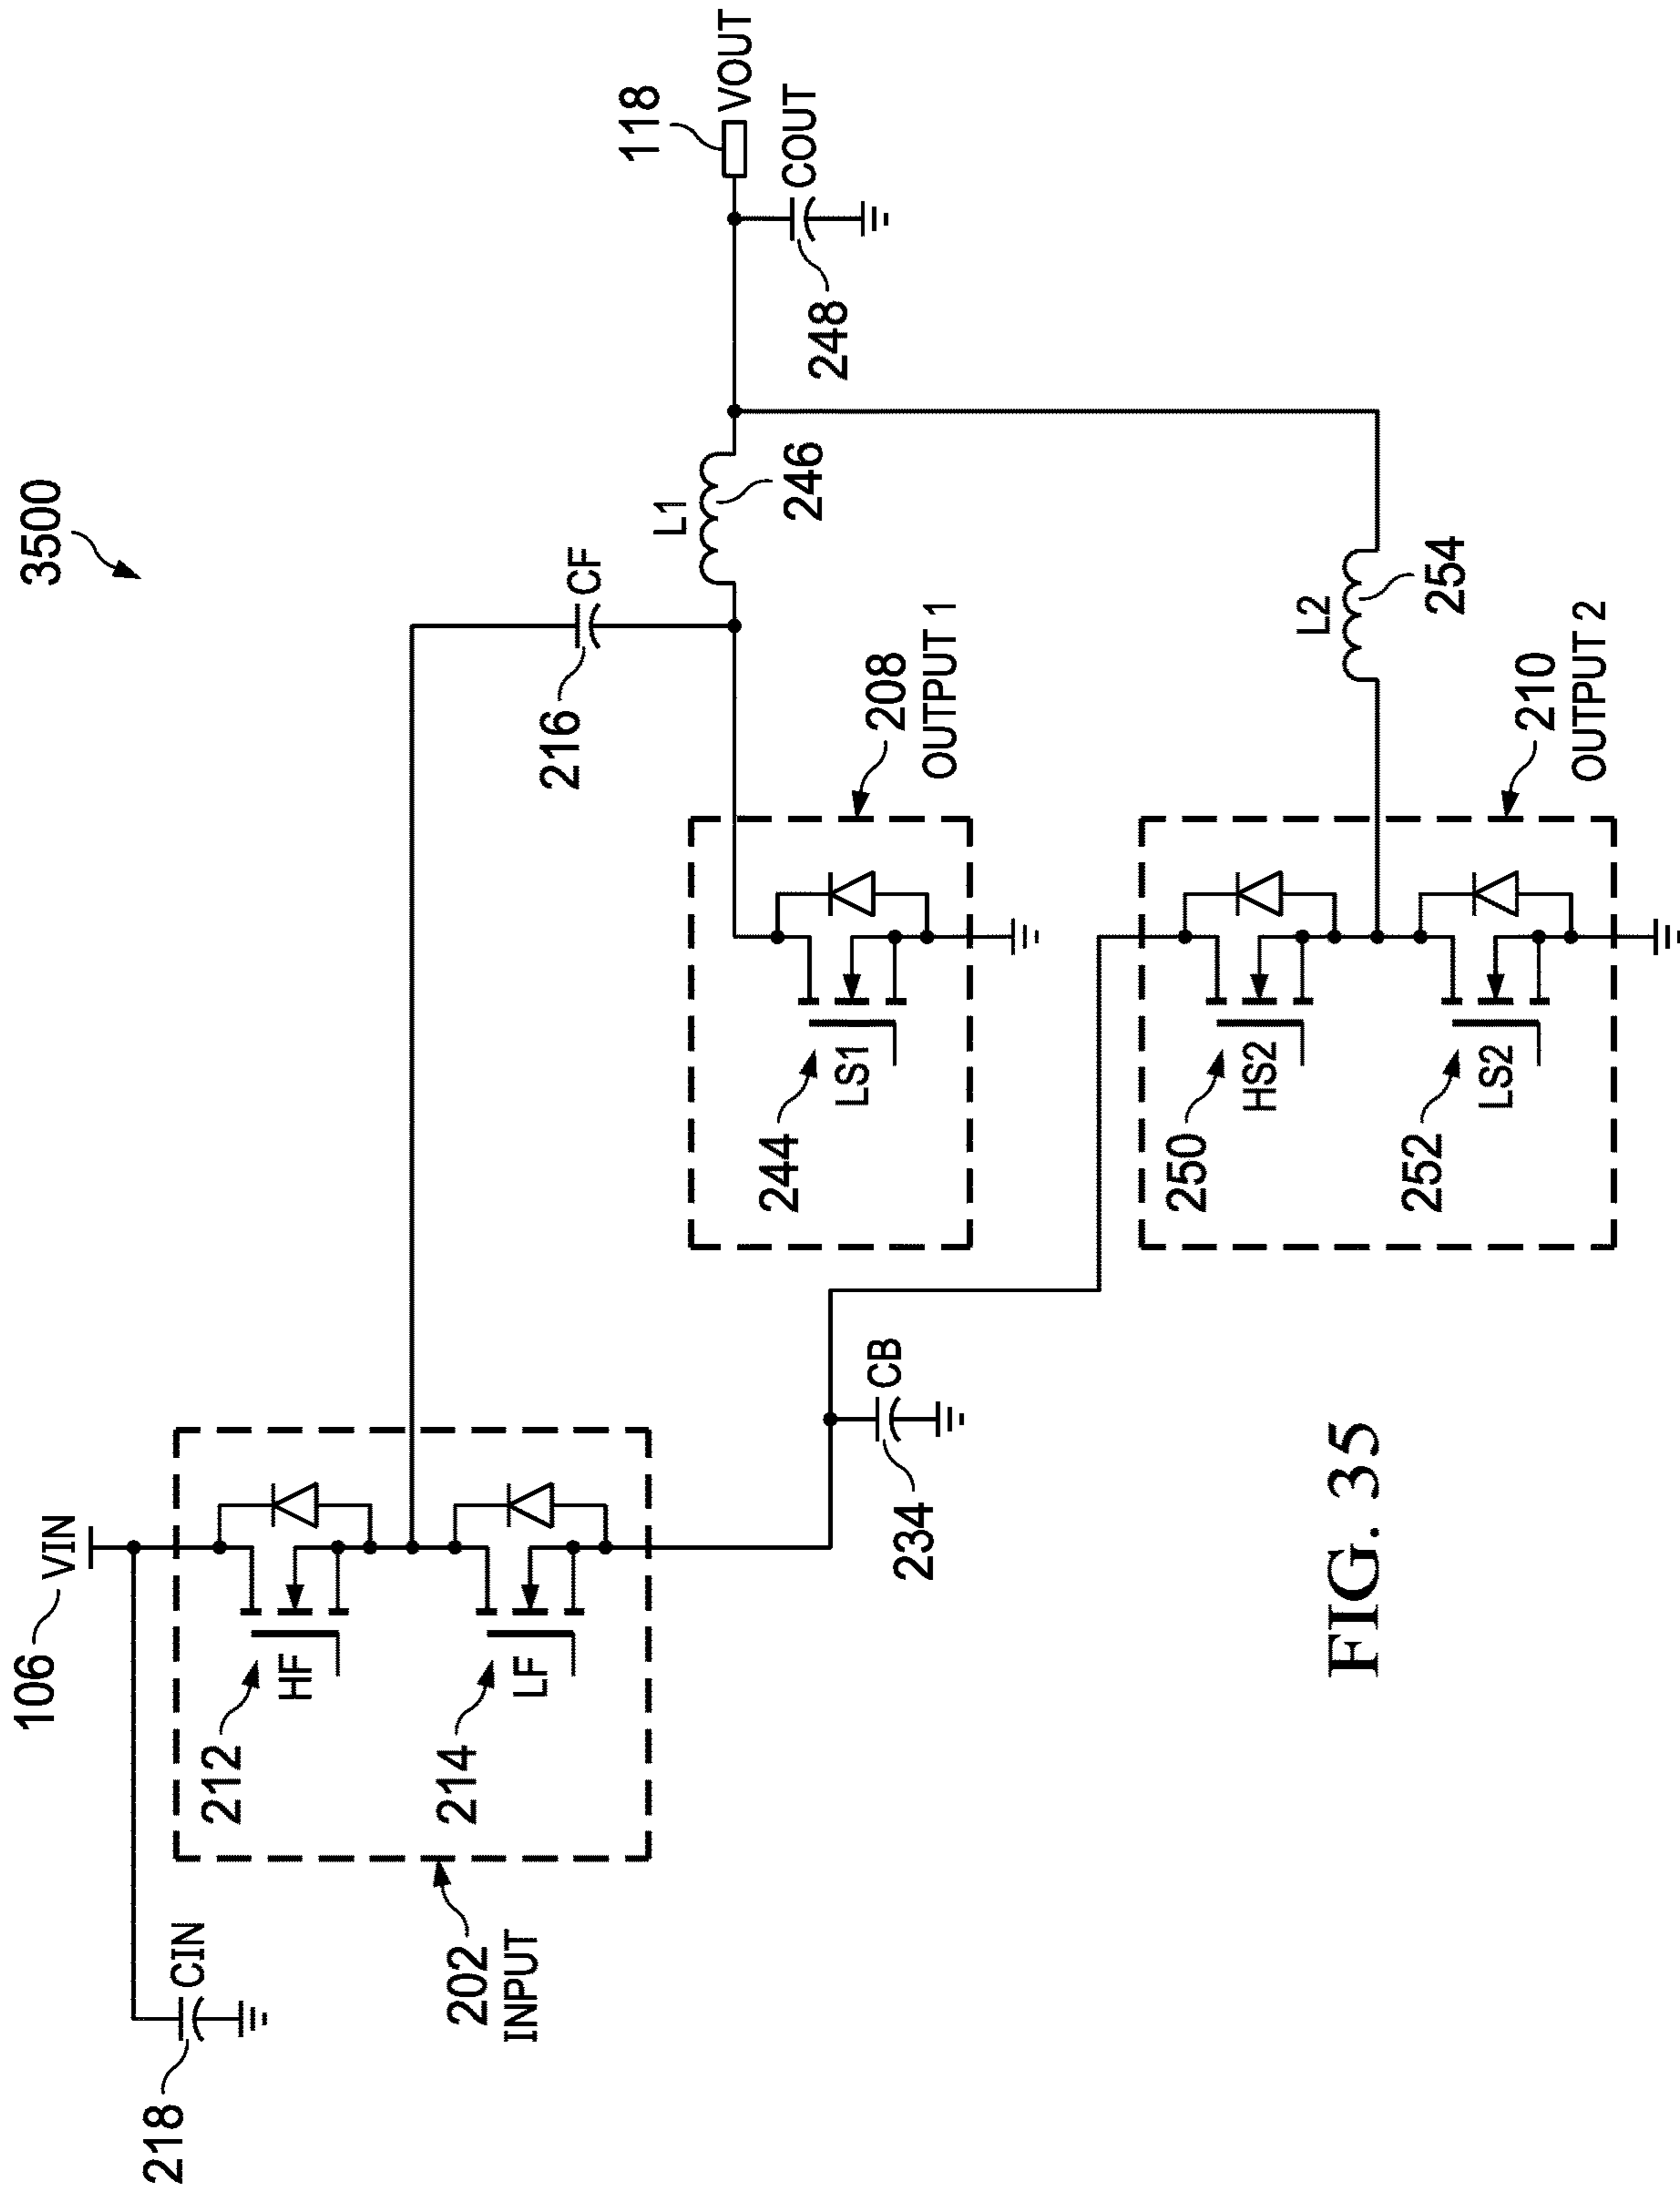 3500
106
VIN
218
CIN
212
HF
214
LF
202
INPUT
216
CF
L1
246
118
VOUT
COUT
248
208
OUTPUT 1
244
LS1
234
CB
L2
254
210
OUTPUT 2
250
HS2
252
LS2
FIG. 35